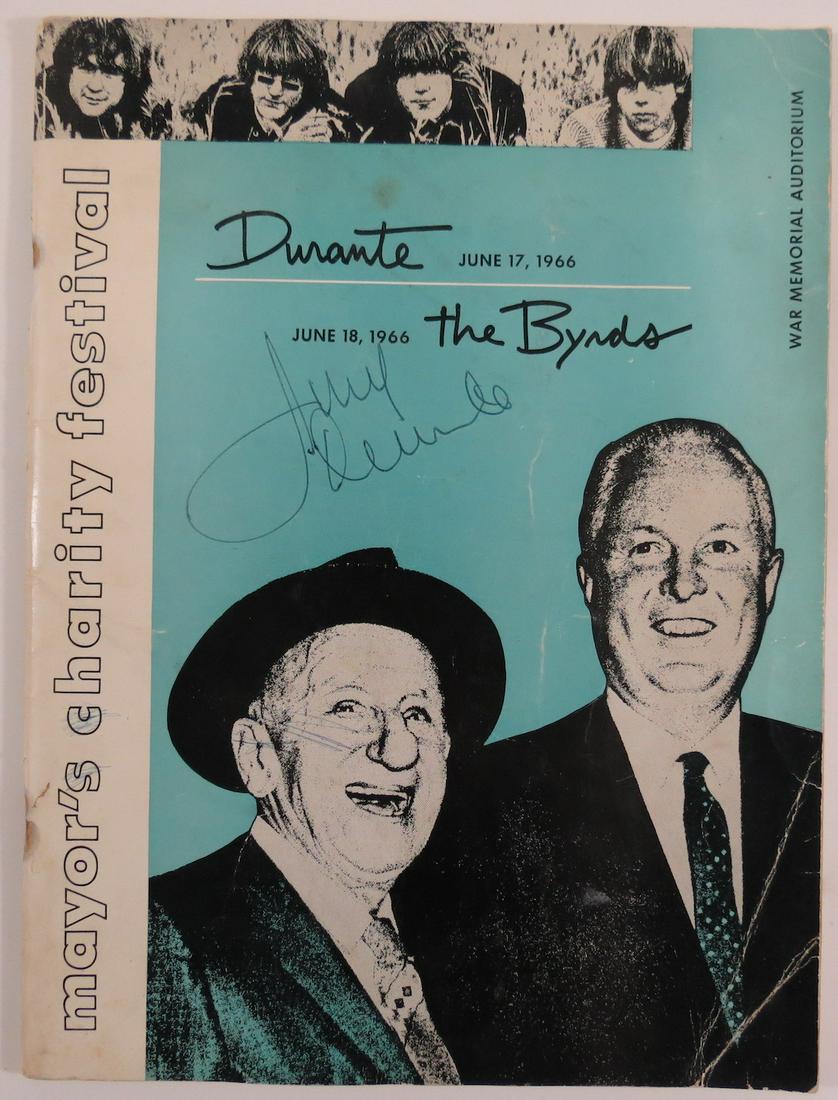 Durante JUNE 17, 1966
JUNE 18, 1966 the Byrds
WAR MEMORIAL AUDITORIUM
mayor's charity festival